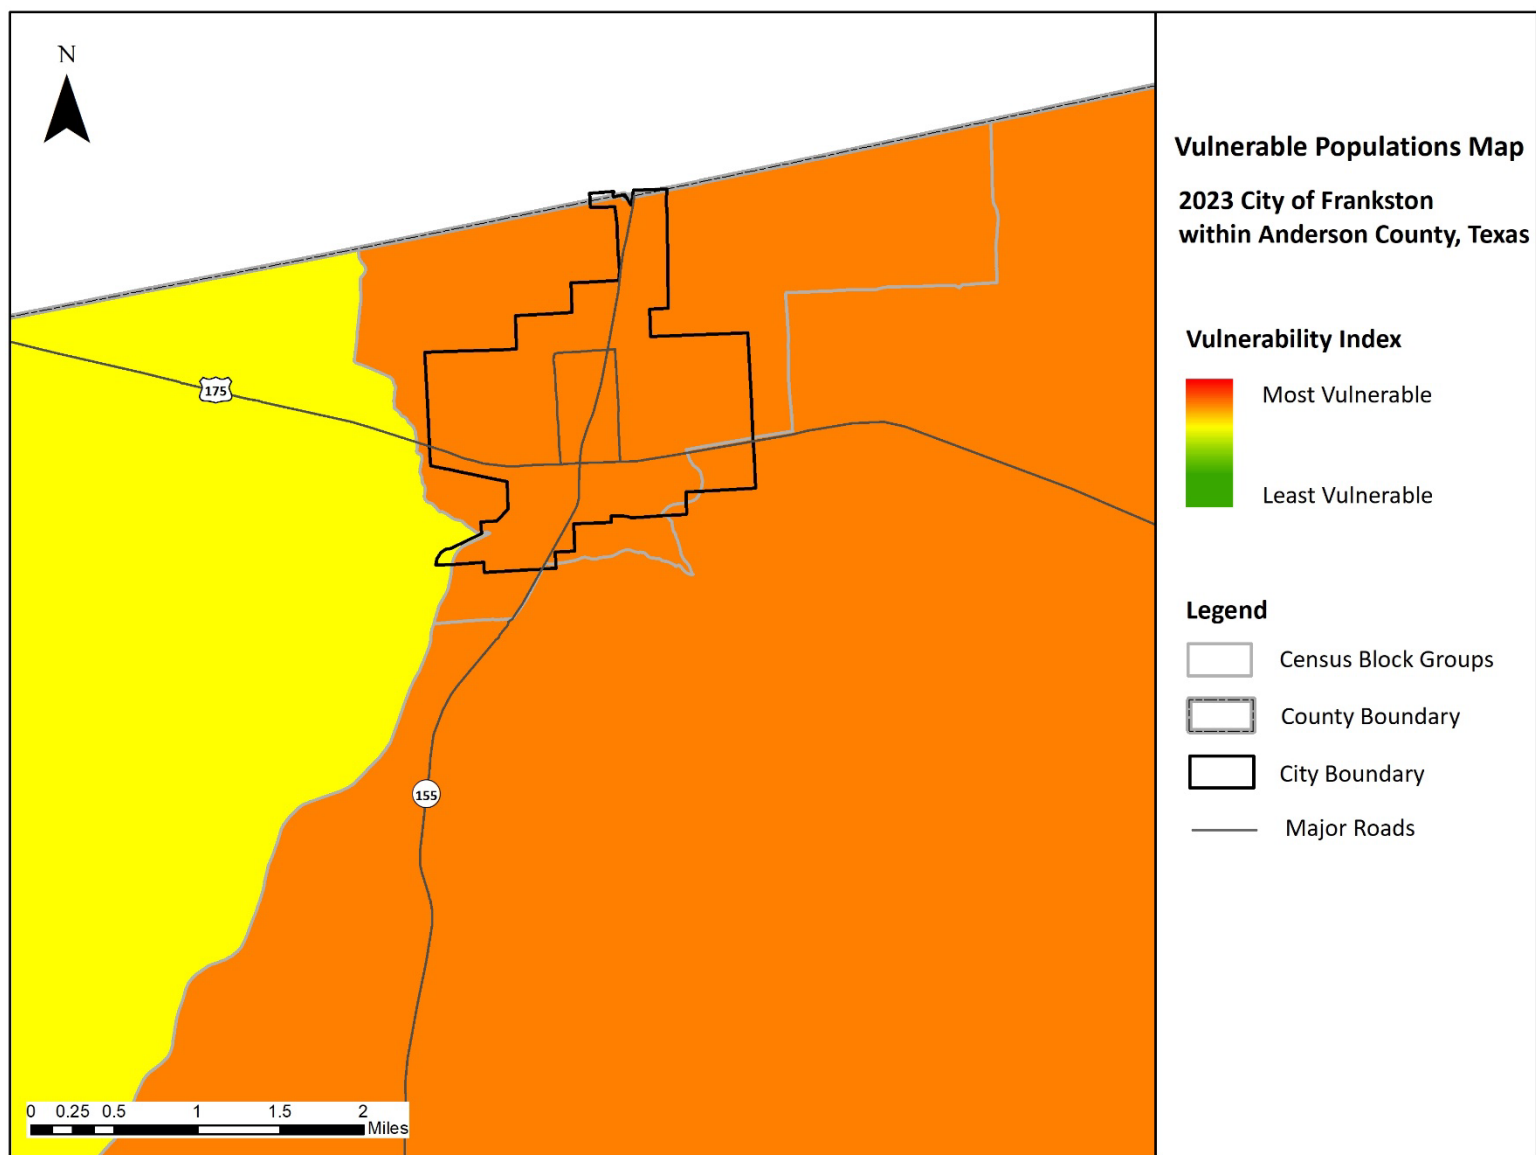 N
Vulnerable Populations Map
2023 City of Frankston
within Anderson County, Texas
Vulnerability Index
Most Vulnerable
Least Vulnerable
Legend
Census Block Groups
County Boundary
City Boundary
Major Roads
175
155
0 0.25 0.5 1 1.5 2
Miles